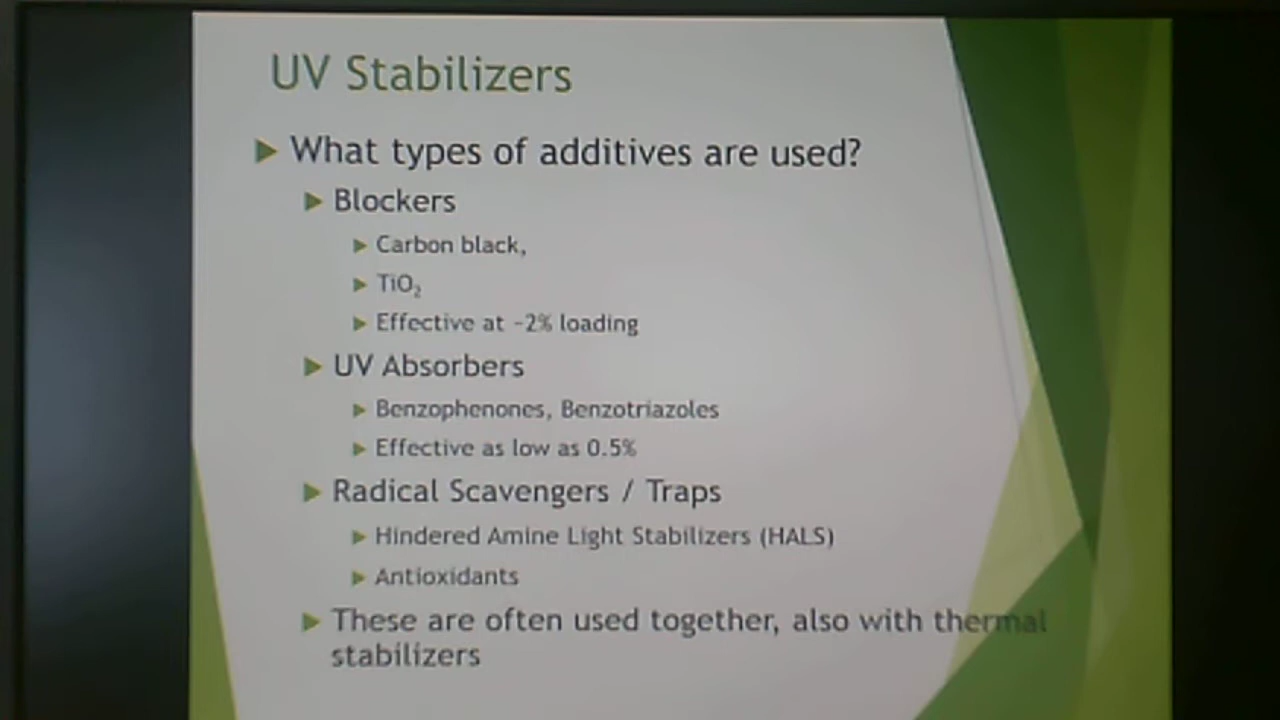 UV Stabilizers
What types of additives are used?
Blockers
Carbon black,
TiO₂
Effective at ~2% loading
UV Absorbers
Benzophenones, Benzotriazoles
Effective as low as 0.5%
Radical Scavengers / Traps
Hindered Amine Light Stabilizers (HALS)
Antioxidants
These are often used together, also with thermal
stabilizers